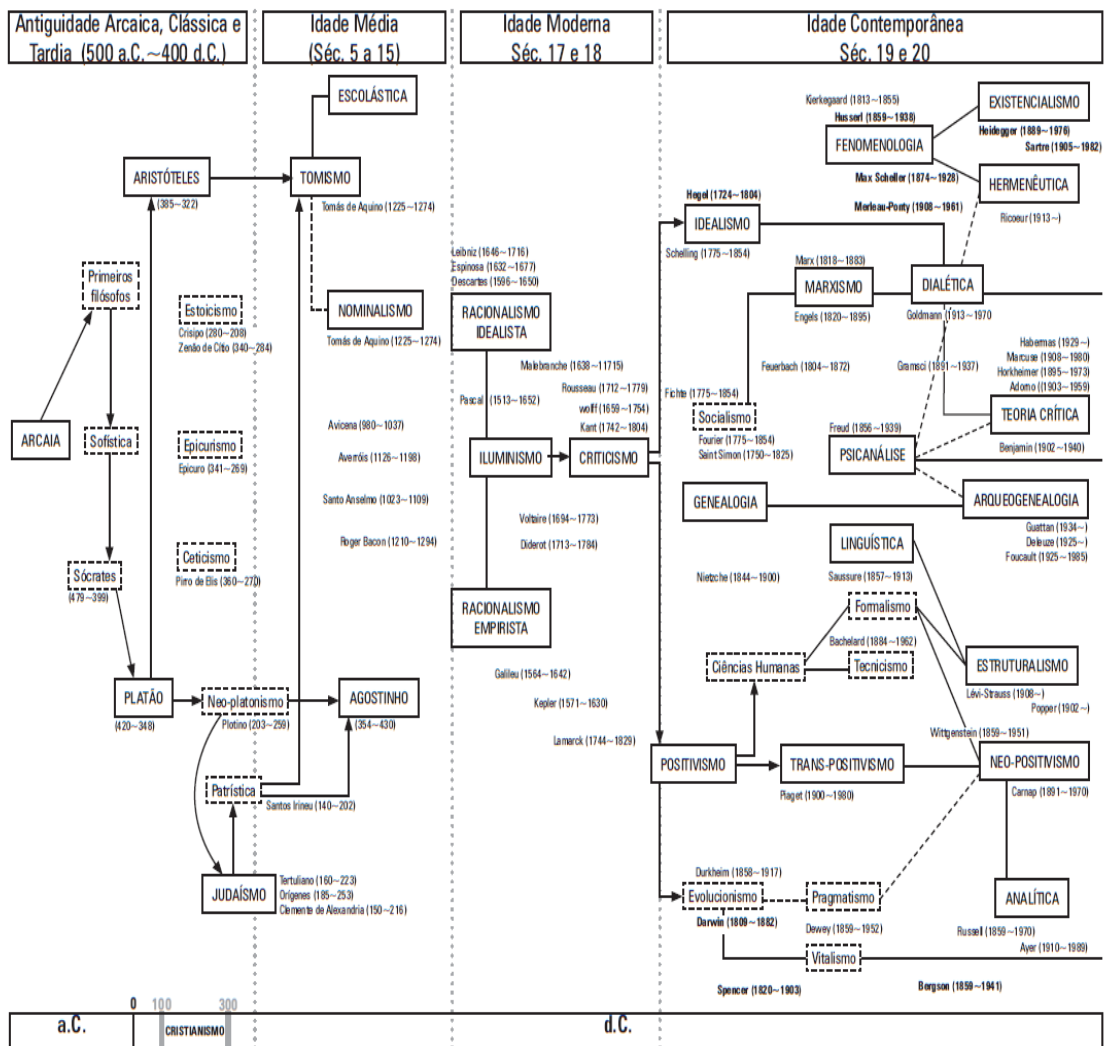 Antiguidade Arcaica, Clássica e
Tardia (500 a.C.~400 d.C.)
Idade Média
(Séc. 5 a 15)
Idade Moderna
Séc. 17 e 18
Idade Contemporânea
Séc. 19 e 20
ARISTÓTELES
(385~322)
Primeiros
filósofos
Estoicismo
Crisipo (280~208)
Zenão de Cítio (340~284)
ARCAIA
Sofística
Epicurismo
Epicuro (341~269)
Ceticismo
Pirro de Elis (360~270)
Sócrates
(479~399)
PLATÃO
(420~348)
Neo-platonismo
Plotino (203~259)
Patrística
Santos Irineu (140~202)
JUDAÍSMO
Tertuliano (160~223)
Orígenes (185~253)
Clemente de Alexandria (150~216)
ESCOLÁSTICA
TOMISMO
Tomás de Aquino (1225~1274)
NOMINALISMO
Tomás de Aquino (1225~1274)
Avicena (980~1037)
Averróis (1126~1198)
Santo Anselmo (1023~1109)
Roger Bacon (1210~1294)
AGOSTINHO
(354~430)
Leibniz (1646~1716)
Espinosa (1632~1677)
Descartes (1596~1650)
RACIONALISMO
IDEALISTA
Malebranche (1638~11715)
Rousseau (1712~1779)
Pascal (1513~1652)
wolff (1659~1754)
Kant (1742~1804)
ILUMINISMO
CRITICISMO
Voltaire (1694~1773)
Diderot (1713~1784)
RACIONALISMO
EMPIRISTA
Galileu (1564~1642)
Kepler (1571~1630)
Lamarck (1744~1829)
Kierkegaard (1813~1855)
Husserl (1859~1938)
FENOMENOLOGIA
EXISTENCIALISMO
Heidegger (1889~1976)
Sartre (1905~1982)
Max Scheller (1874~1928)
HERMENÊUTICA
Merleau-Ponty (1908~1961)
Ricoeur (1913~)
Hegel (1724~1804)
IDEALISMO
Schelling (1775~1854)
Marx (1818~1883)
MARXISMO
Engels (1820~1895)
DIALÉTICA
Goldmann (1913~1970
Feuerbach (1804~1872)
Gramsci (1891~1937)
Habermas (1929~)
Marcuse (1908~1980)
Horkheimer (1895~1973)
Adorno ((1903~1959)
Fichte (1775~1854)
Socialismo
Fourier (1775~1854)
Saint Simon (1750~1825)
TEORIA CRÍTICA
Benjamin (1902~1940)
Freud (1856~1939)
PSICANÁLISE
GENEALOGIA
ARQUEOGENEALOGIA
Guattan (1934~)
Deleuze (1925~)
Foucault (1925~1985)
LINGUÍSTICA
Saussure (1857~1913)
Nietzche (1844~1900)
Formalismo
Bachelard (1884~1962)
Ciências Humanas
Tecnicismo
ESTRUTURALISMO
Lévi-Strauss (1908~)
Popper (1902~)
Wittgenstein (1859~1951)
POSITIVISMO
TRANS-POSITIVISMO
Piaget (1900~1980)
NEO-POSITIVISMO
Carnap (1891~1970)
Durkheim (1858~1917)
Evolucionismo
Darwin (1809~1882)
Pragmatismo
Dewey (1859~1952)
ANALÍTICA
Russell (1859~1970)
Ayer (1910~1989)
Vitalismo
Spencer (1820~1903)
Bergson (1859~1941)
0 100 300
a.C.
CRISTIANISMO
d.C.